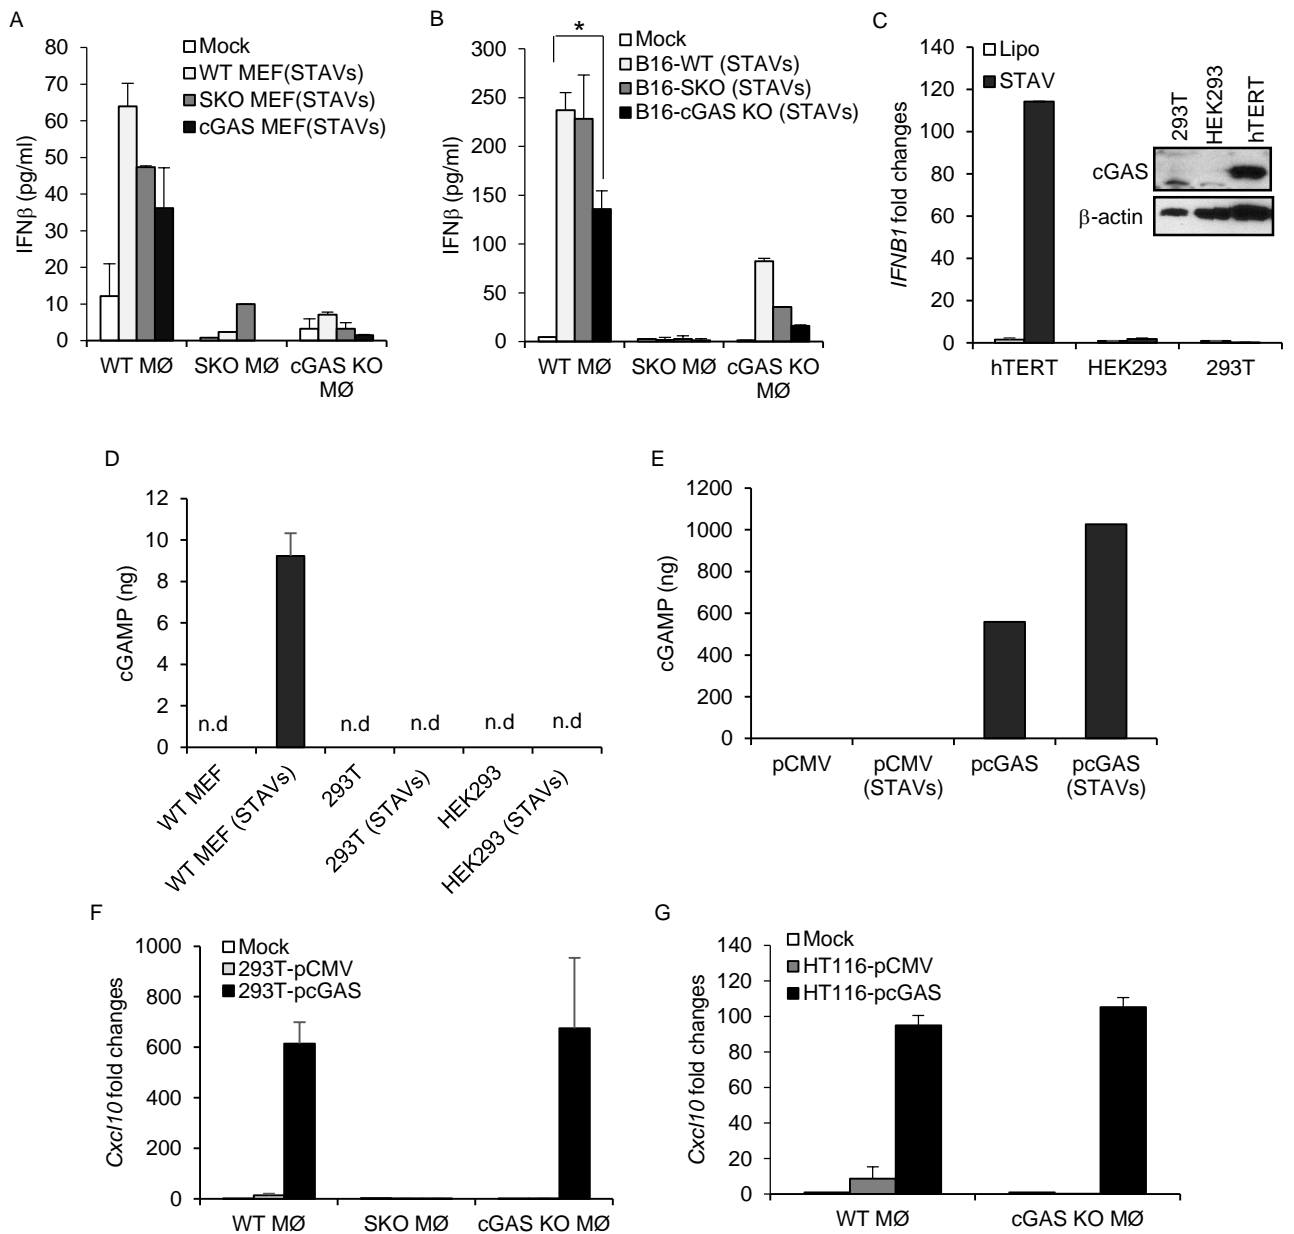 A
IFNβ (pg/ml)
80
70
60
50
40
30
20
10
0
Mock
WT MEF(STAVs)
SKO MEF(STAVs)
cGAS MEF(STAVs)
WT MØ
SKO MØ
cGAS KO
MØ
B
IFNβ (pg/ml)
300
250
200
150
100
50
0
*
Mock
B16-WT (STAVs)
B16-SKO (STAVs)
B16-cGAS KO (STAVs)
WT MØ
SKO MØ
cGAS KO
MØ
C
IFNB1 fold changes
140
120
100
80
60
40
20
0
Lipo
STAV
293T
HEK293
hTERT
cGAS
β-actin
hTERT
HEK293
293T
D
cGAMP (ng)
12
10
8
6
4
2
0
n.d
n.d
n.d
n.d
n.d
WT MEF
WT MEF (STAVs)
293T
293T (STAVs)
HEK293
HEK293 (STAVs)
E
cGAMP (ng)
1200
1000
800
600
400
200
0
pCMV
pCMV
(STAVs)
pcGAS
pcGAS
(STAVs)
F
Cxcl10 fold changes
1000
800
600
400
200
0
Mock
293T-pCMV
293T-pcGAS
WT MØ
SKO MØ
cGAS KO MØ
G
Cxcl10 fold changes
140
120
100
80
60
40
20
0
Mock
HT116-pCMV
HT116-pcGAS
WT MØ
cGAS KO MØ